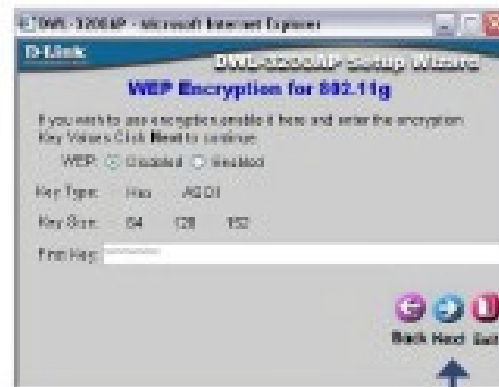 DWL-3200AP - Microsoft Internet Explorer
D-Link
DWL-3200AP Setup Wizard
WEP Encryption for 802.11g
If you wish to use encryption enable it here and enter the encryption
Key Values Click Next to continue
WEP: Disabled Enabled
Key Type: Hex ASCII
Key Size: 64 128 152
First Key:
Back Next Exit